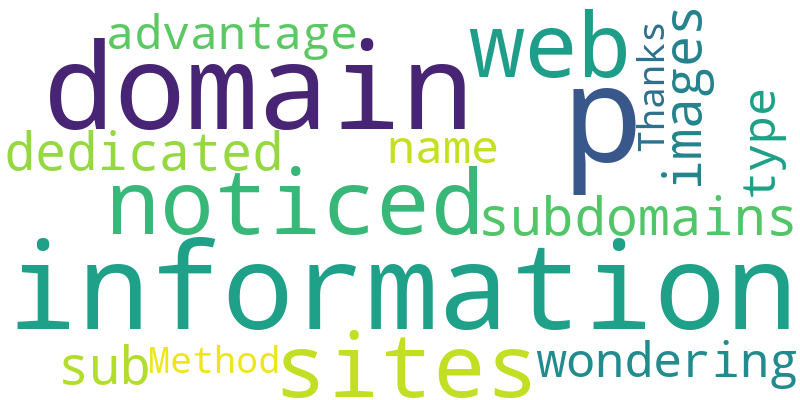 advantage
web
images
Thanks
domain
p
type
dedicated
name
noticed
subdomains
information
sub
Method
sites
wondering